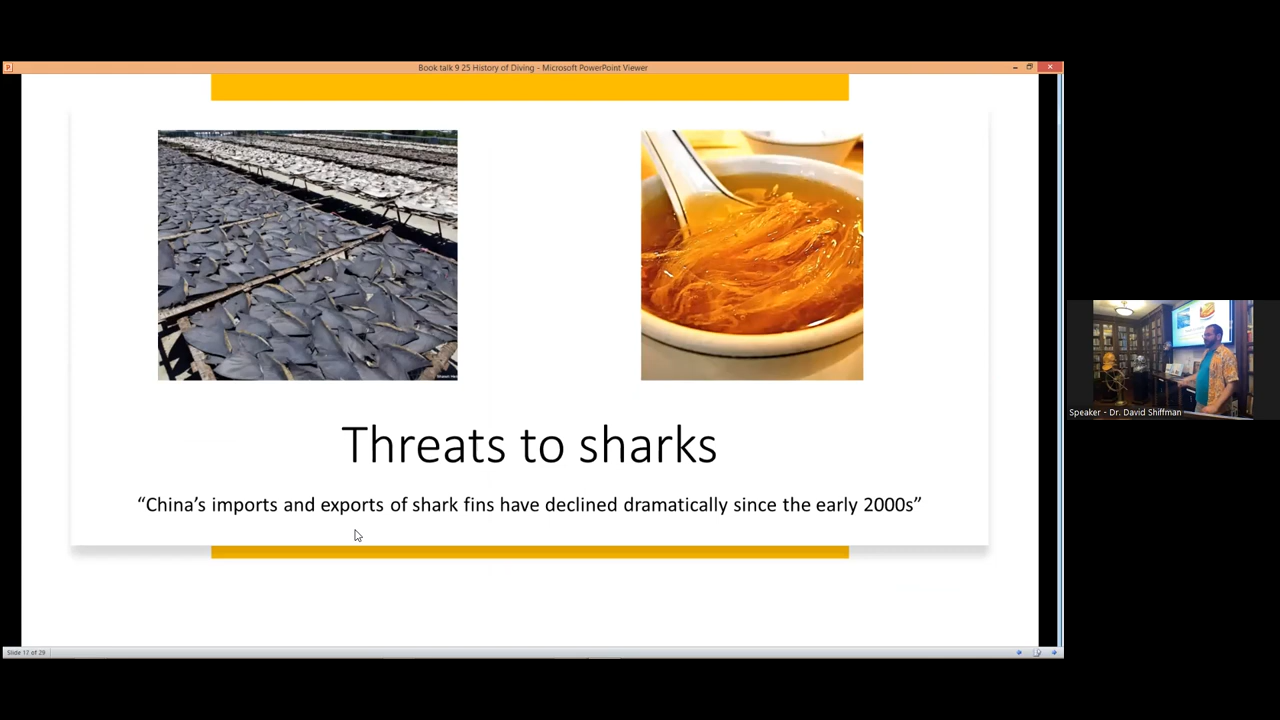 Book talk 9 25 History of Diving - Microsoft PowerPoint Viewer
Threats to sharks
“China’s imports and exports of shark fins have declined dramatically since the early 2000s”
Speaker - Dr. David Shiffman
Slide 17 of 29